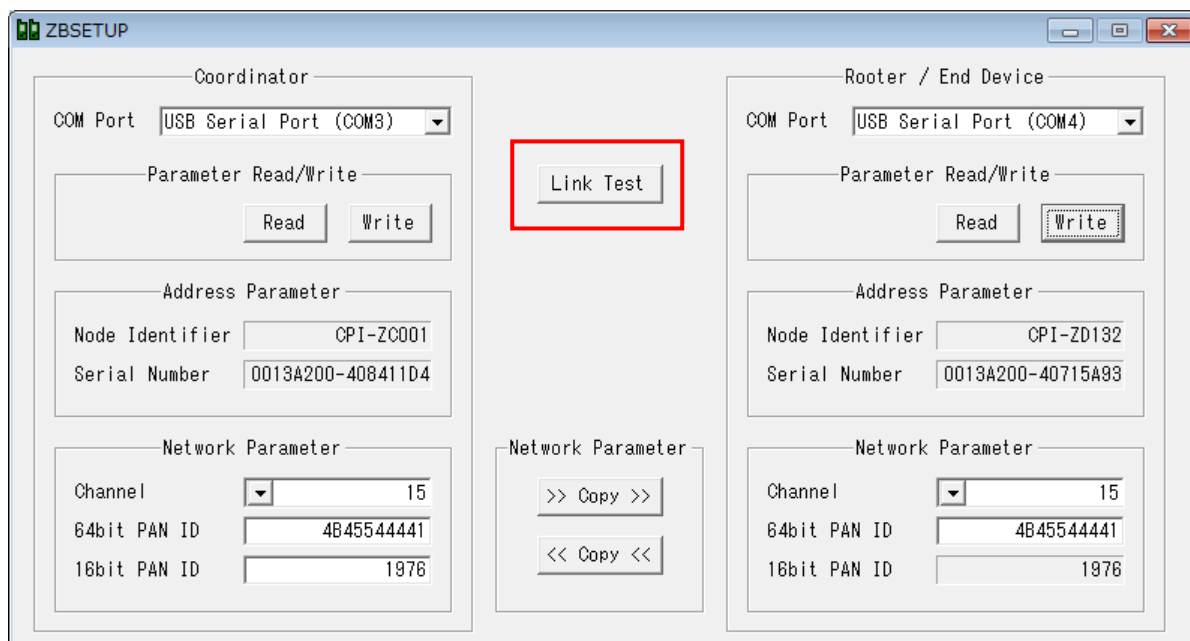 ZBSETUP
Coordinator
COM Port USB Serial Port (COM3)
Parameter Read/Write
Read Write
Address Parameter
Node Identifier CPI-ZC001
Serial Number 0013A200-408411D4
Network Parameter
Channel 15
64bit PAN ID 4B45544441
16bit PAN ID 1976
Link Test
Network Parameter
>> Copy >>
<< Copy <<
Rooter / End Device
COM Port USB Serial Port (COM4)
Parameter Read/Write
Read Write
Address Parameter
Node Identifier CPI-ZD132
Serial Number 0013A200-40715A93
Network Parameter
Channel 15
64bit PAN ID 4B45544441
16bit PAN ID 1976